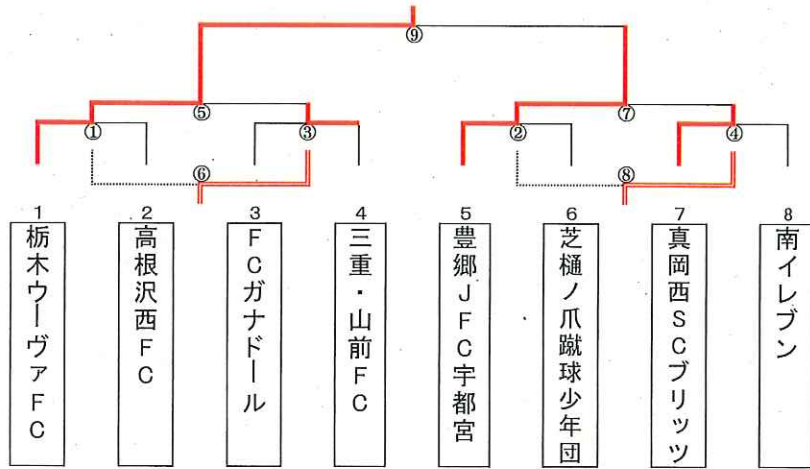 ⑨
⑤
⑦
①
③
②
④
⑥
⑧
1
2
3
4
5
6
7
8
栃木ウーヴァFC
高根沢西FC
FCガナドール
三重・山前FC
豊郷JFC宇都宮
芝樋ノ爪蹴球少年団
真岡西SCブリッツ
南イレブン